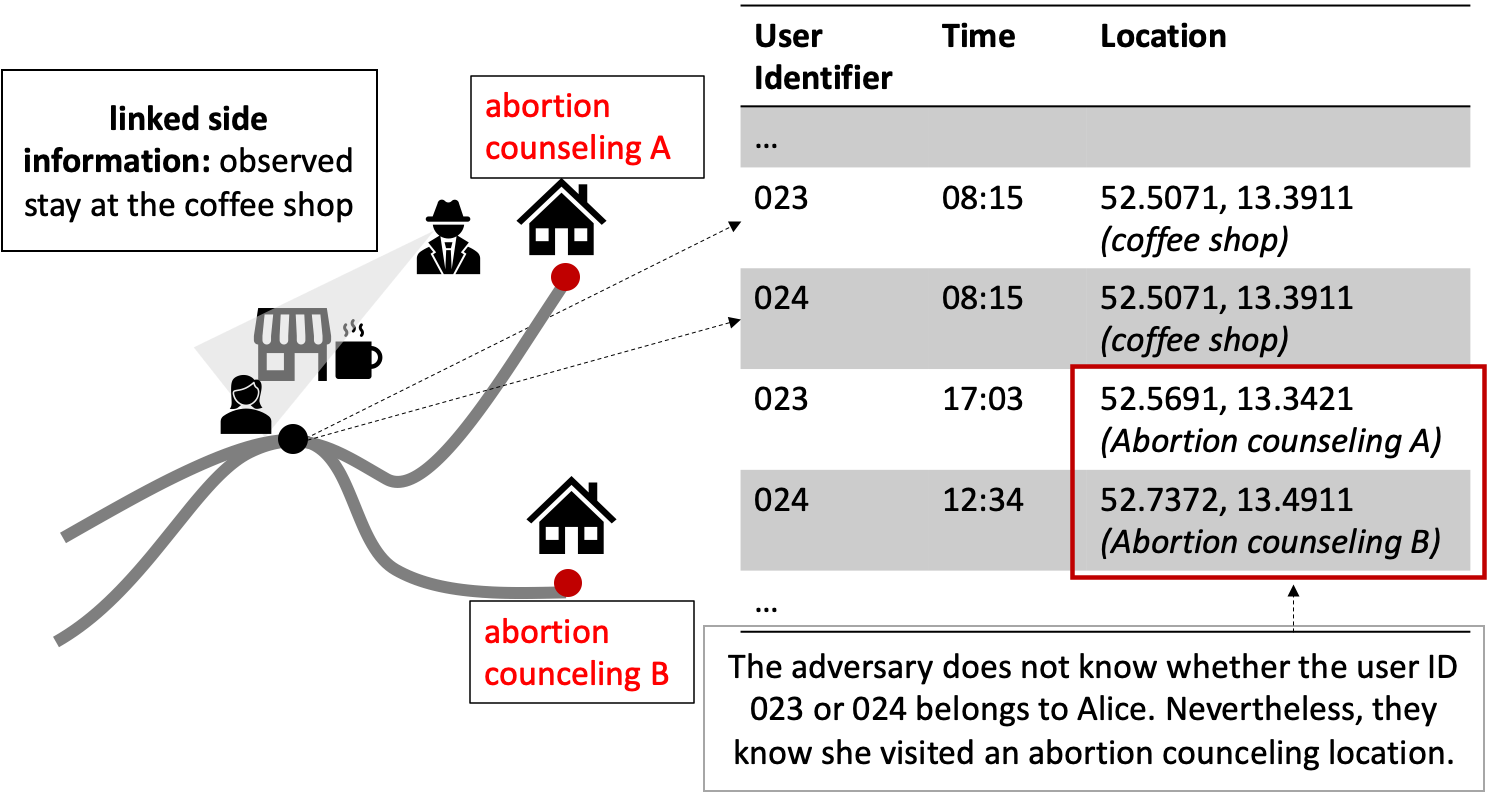 linked side
information: observed
stay at the coffee shop
abortion
counseling A
abortion
counceling B
User Identifier Time Location
...
023 08:15 52.5071, 13.3911
(coffee shop)
024 08:15 52.5071, 13.3911
(coffee shop)
023 17:03 52.5691, 13.3421
(Abortion counseling A)
024 12:34 52.7372, 13.4911
(Abortion counseling B)
...
The adversary does not know whether the user ID
023 or 024 belongs to Alice. Nevertheless, they
know she visited an abortion counceling location.